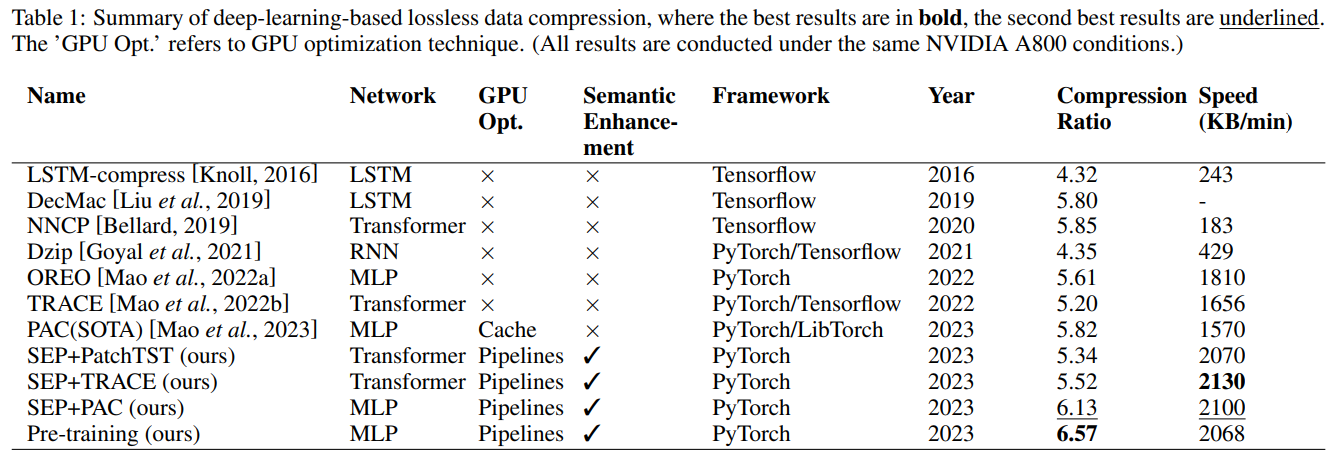 Table 1: Summary of deep-learning-based lossless data compression, where the best results are in bold, the second best results are underlined.
The ’GPU Opt.’ refers to GPU optimization technique. (All results are conducted under the same NVIDIA A800 conditions.)
Name Network GPU Opt. Semantic Enhance-ment Framework Year Compression Ratio Speed (KB/min)
LSTM-compress [Knoll, 2016] LSTM × × Tensorflow 2016 4.32 243
DecMac [Liu et al., 2019] LSTM × × Tensorflow 2019 5.80 -
NNCP [Bellard, 2019] Transformer × × Tensorflow 2020 5.85 183
Dzip [Goyal et al., 2021] RNN × × PyTorch/Tensorflow 2021 4.35 429
OREO [Mao et al., 2022a] MLP × × PyTorch 2022 5.61 1810
TRACE [Mao et al., 2022b] Transformer × × PyTorch/Tensorflow 2022 5.20 1656
PAC(SOTA) [Mao et al., 2023] MLP Cache × PyTorch/LibTorch 2023 5.82 1570
SEP+PatchTST (ours) Transformer Pipelines ✓ PyTorch 2023 5.34 2070
SEP+TRACE (ours) Transformer Pipelines ✓ PyTorch 2023 5.52 2130
SEP+PAC (ours) MLP Pipelines ✓ PyTorch 2023 6.13 2100
Pre-training (ours) MLP Pipelines ✓ PyTorch 2023 6.57 2068